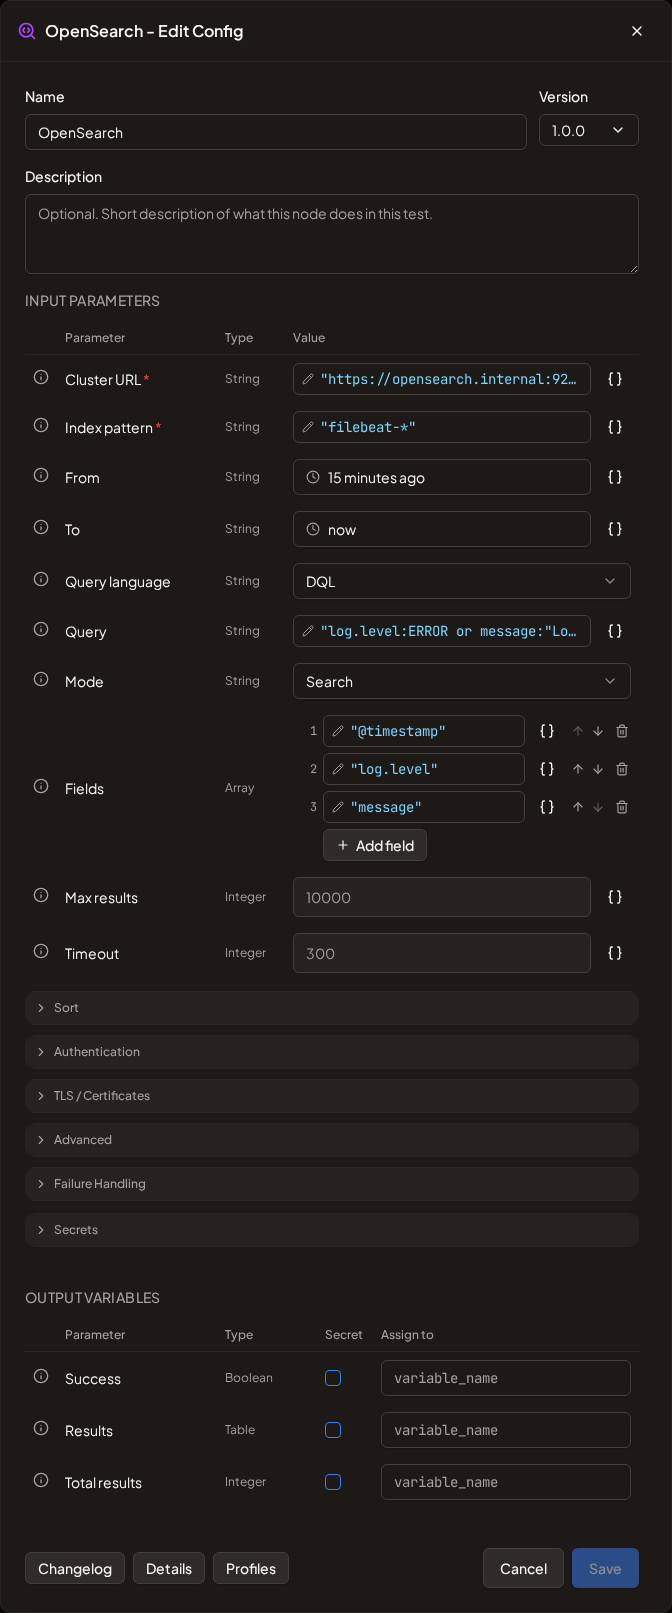 OpenSearch - Edit Config
Name
Version
OpenSearch
1.0.0
Description
Optional. Short description of what this node does in this test.
INPUT PARAMETERS
Parameter Type Value
Cluster URL * String "https://opensearch.internal:92… { }
Index pattern * String "filebeat-*" { }
From String 15 minutes ago { }
To String now { }
Query language String DQL
Query String "log.level:ERROR or message:"Lo… { }
Mode String Search
Fields Array
1 "@timestamp" { }
2 "log.level" { }
3 "message" { }
+ Add field
Max results Integer 10000 { }
Timeout Integer 300 { }
Sort
Authentication
TLS / Certificates
Advanced
Failure Handling
Secrets
OUTPUT VARIABLES
Parameter Type Secret Assign to
Success Boolean variable_name
Results Table variable_name
Total results Integer variable_name
Changelog Details Profiles Cancel Save